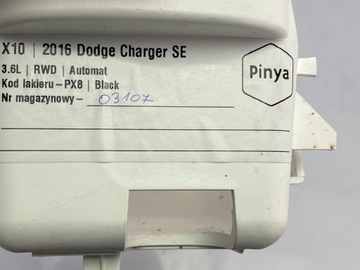 X10 | 2016 Dodge Charger SE
3.6L | RWD | Automat
Kod lakieru – PX8 | Black
Nr magazynowy – 03107
Pinya